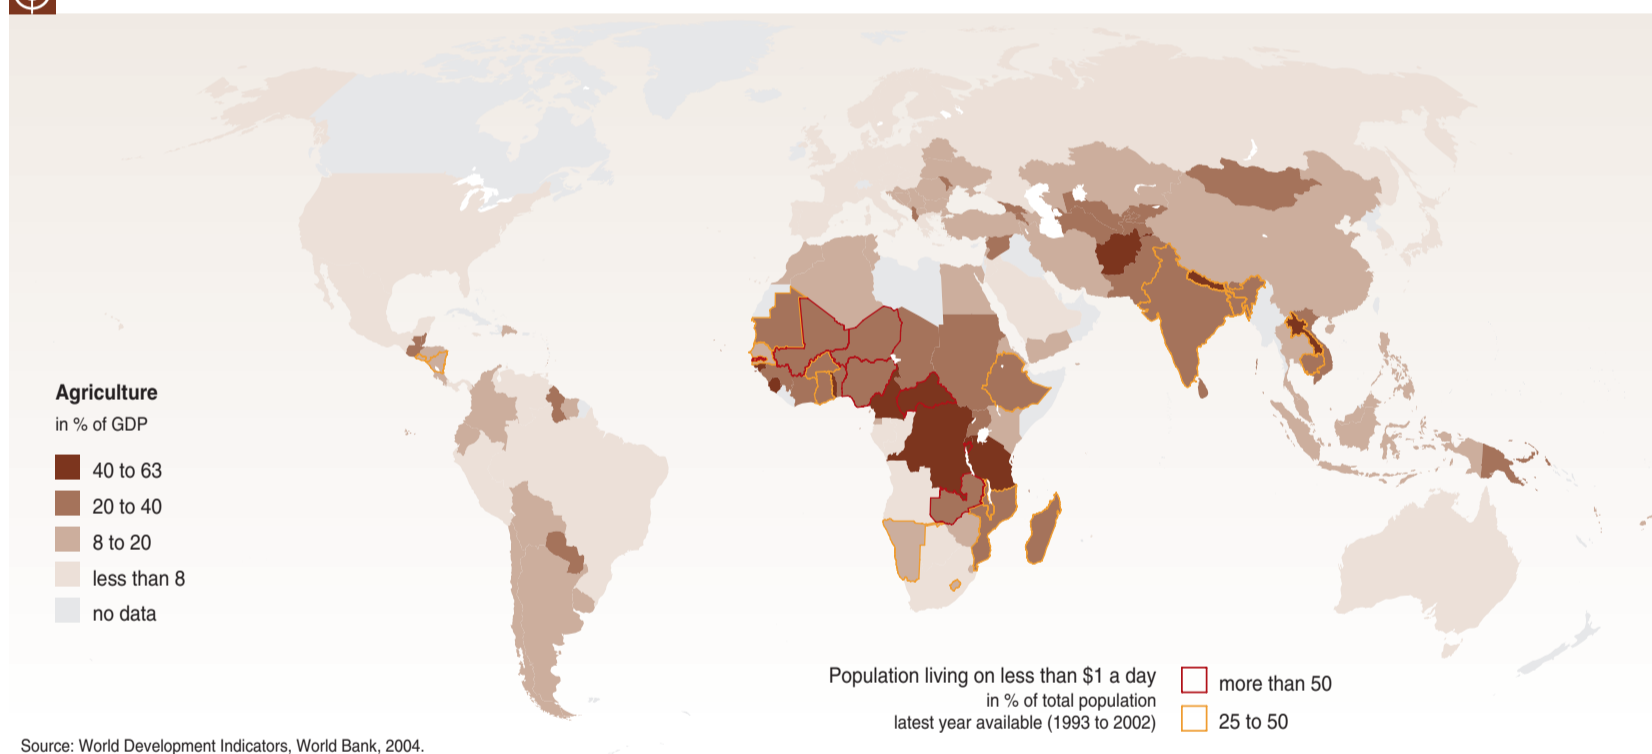 Agriculture
in % of GDP
40 to 63
20 to 40
8 to 20
less than 8
no data
Population living on less than $1 a day
in % of total population
latest year available (1993 to 2002)
more than 50
25 to 50
Source: World Development Indicators, World Bank, 2004.